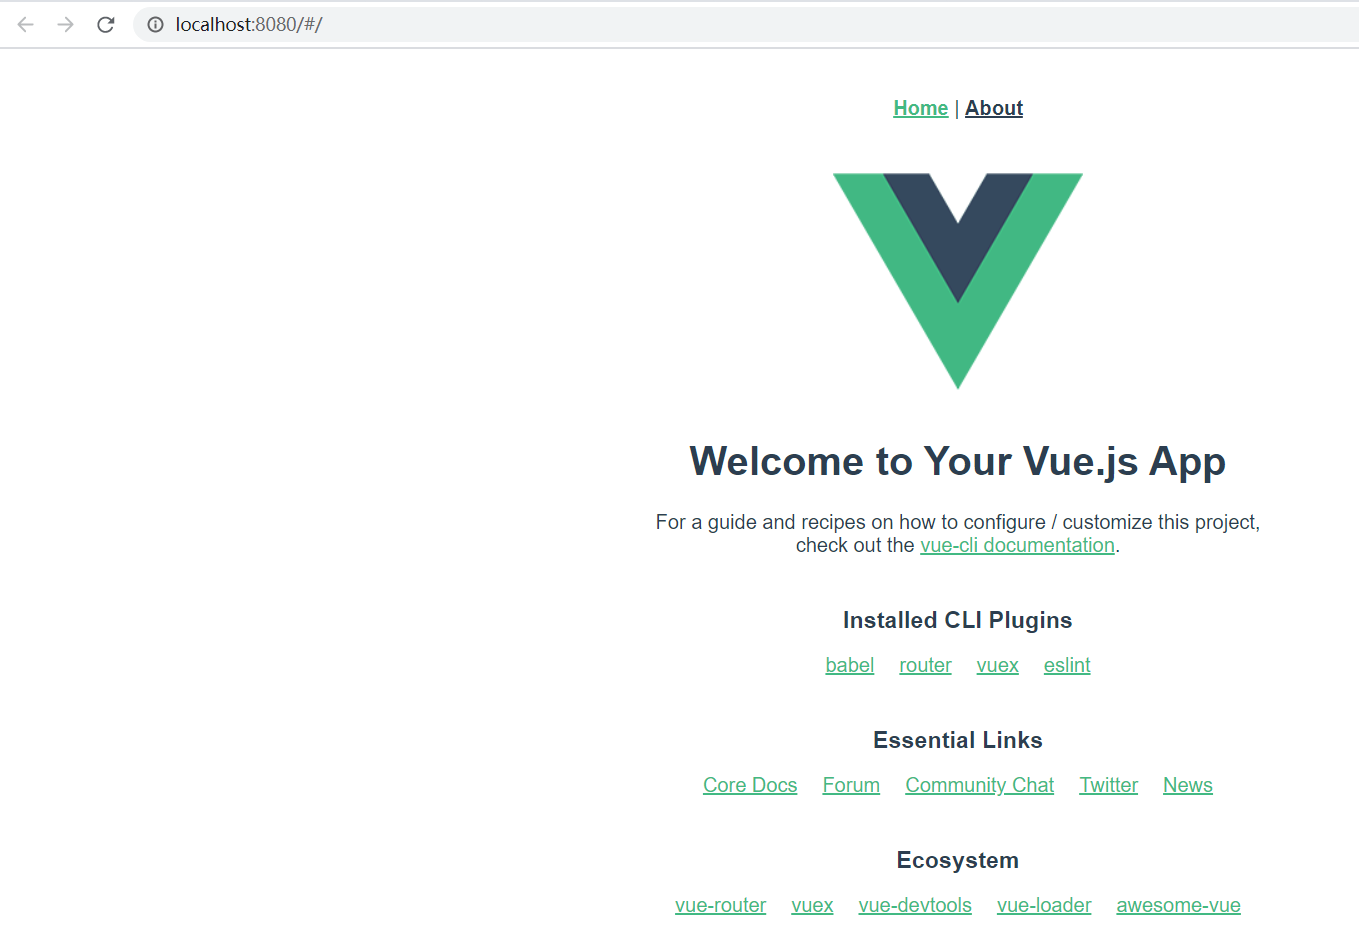 localhost:8080/#/
Home | About
Welcome to Your Vue.js App
For a guide and recipes on how to configure / customize this project,
check out the vue-cli documentation.
Installed CLI Plugins
babel router vuex eslint
Essential Links
Core Docs Forum Community Chat Twitter News
Ecosystem
vue-router vuex vue-devtools vue-loader awesome-vue